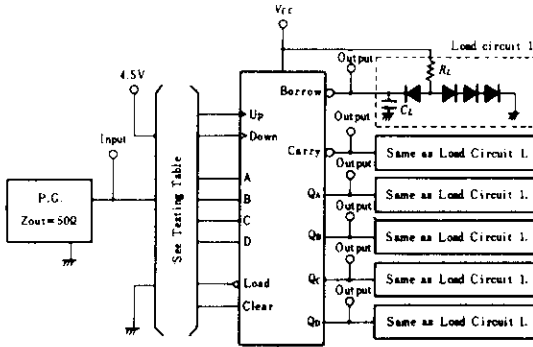 Vcc
Output
Load circuit 1
4.5V
RL
Borrow
CL
Up
Output
Down
Input
Carry
Same as Load Circuit 1.
Output
A
P.G.
Zout=50Ω
See Testing Table
B
QA
Same as Load Circuit 1.
Output
C
D
QB
Same as Load Circuit 1.
Output
Load
QC
Same as Load Circuit 1.
Output
Clear
QD
Same as Load Circuit 1.